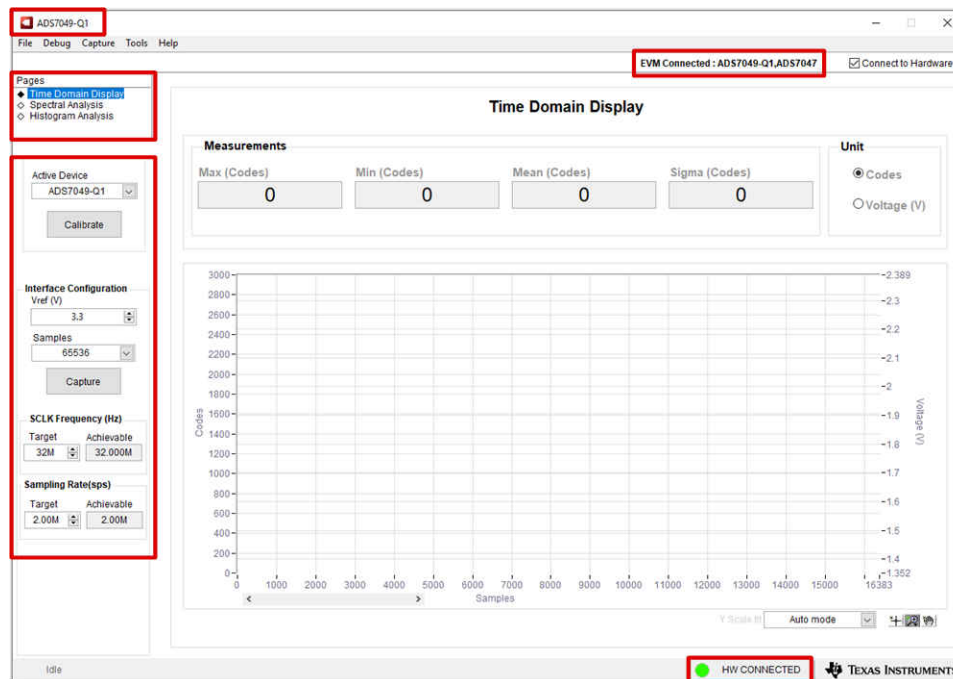 ADS7049-Q1
File Debug Capture Tools Help
EVM Connected : ADS7049-Q1,ADS7047 Connect to Hardware
Pages
Time Domain Display
Spectral Analysis
Histogram Analysis
Active Device
ADS7049-Q1
Calibrate
Interface Configuration
Vref (V)
3.3
Samples
65536
Capture
SCLK Frequency (Hz)
Target Achievable
32M 32.000M
Sampling Rate(sps)
Target Achievable
2.00M 2.00M
Time Domain Display
Measurements
Max (Codes) Min (Codes) Mean (Codes) Sigma (Codes)
0 0 0 0
Unit
Codes
Voltage (V)
3000
2800
2600
2400
2200
2000
1800
1600
1400
1200
1000
800
600
400
200
0
Codes
2.389
2.3
2.2
2.1
2
1.9
1.8
1.7
1.6
1.5
1.4
1.352
Voltage (V)
0 1000 2000 3000 4000 5000 6000 7000 8000 9000 10000 11000 12000 13000 14000 15000 16383
Samples
Y Scale fit Auto mode
Idle HW CONNECTED TEXAS INSTRUMENTS